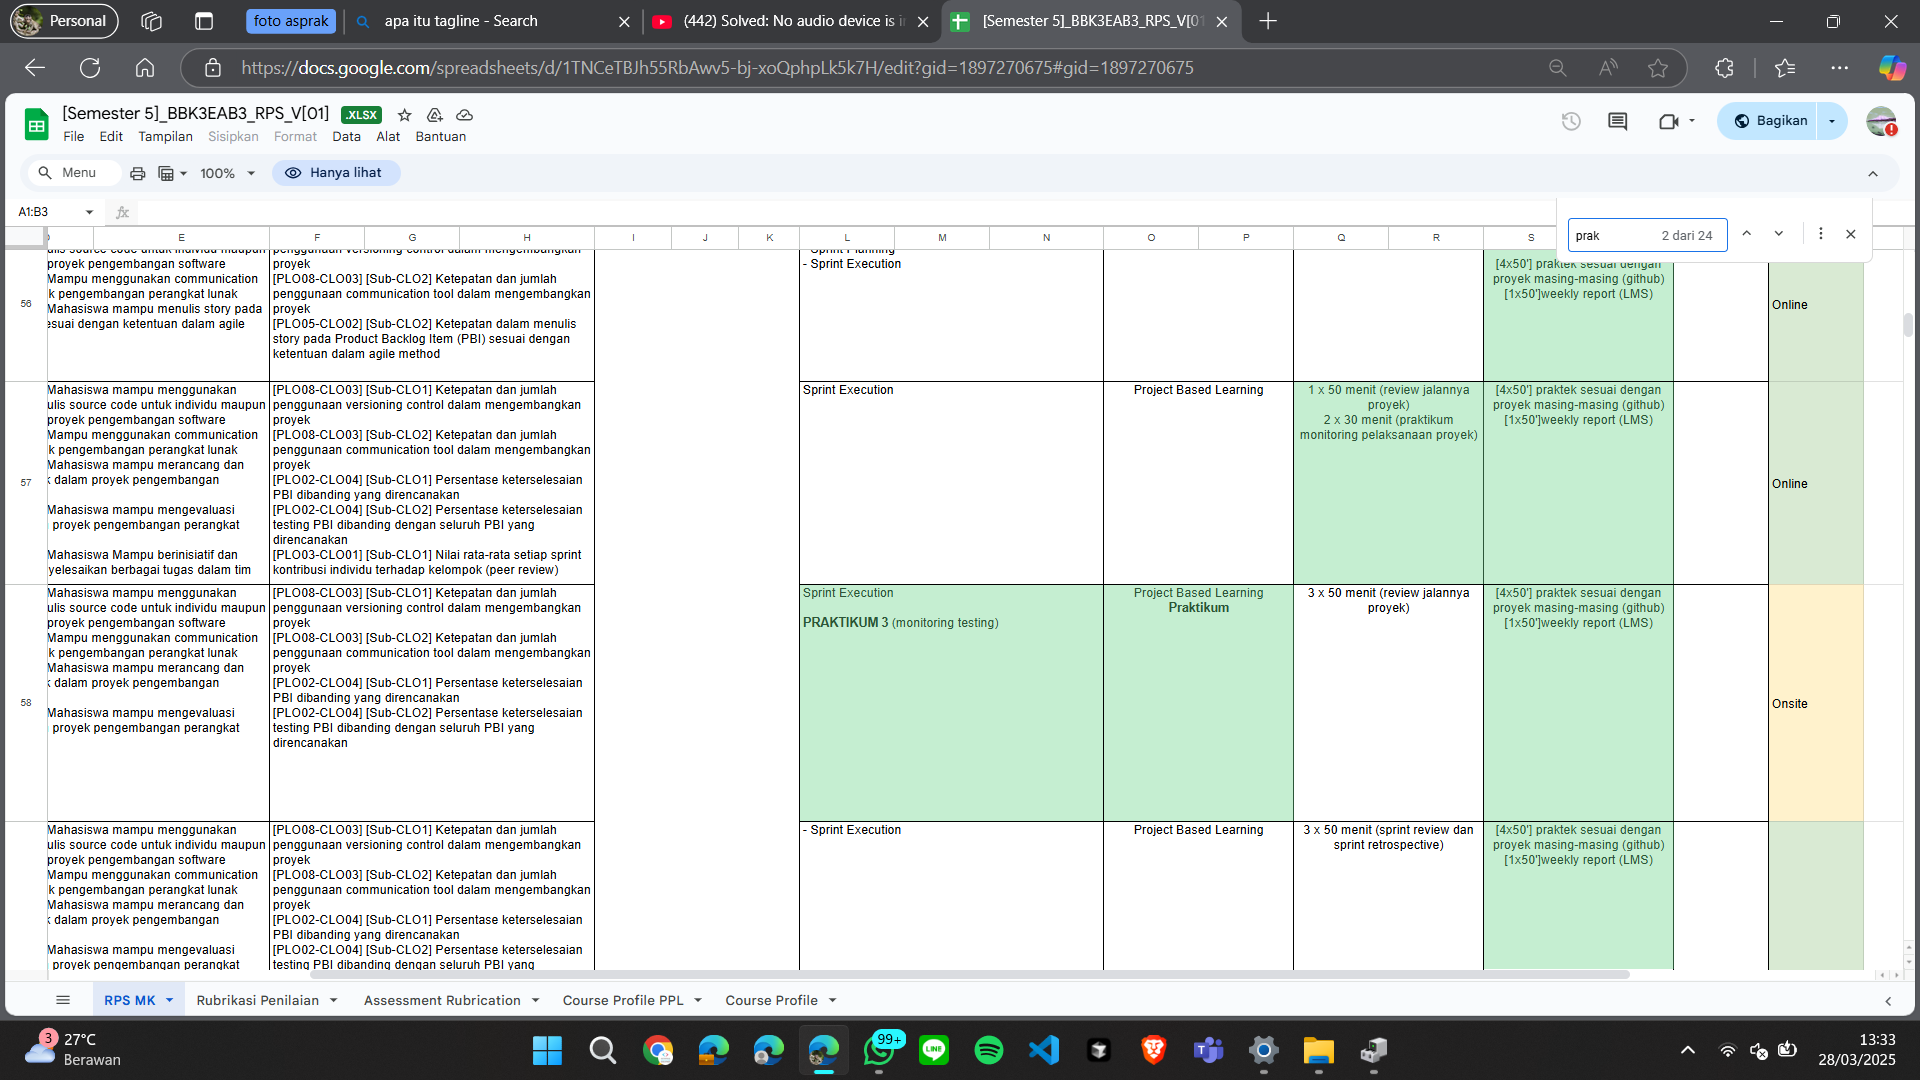 Personal
foto asprak
apa itu tagline - Search
(442) Solved: No audio device is in
[Semester 5]_BBK3EAB3_RPS_V[01
https://docs.google.com/spreadsheets/d/1TNCeTBJh55RbAwv5-bj-xoQphpLk5k7H/edit?gid=1897270675#gid=1897270675
[Semester 5]_BBK3EAB3_RPS_V[01]
.XLSX
File Edit Tampilan Sisipkan Format Data Alat Bantuan
Bagikan
Menu
100%
Hanya lihat
A1:B3
fx
prak
2 dari 24
E F G H I J K L M N O P Q R S
56
ulis source code untuk individu maupun
proyek pengembangan software
Mampu menggunakan communication
k pengembangan perangkat lunak
Mahasiswa mampu menulis story pada
esuai dengan ketentuan dalam agile
penggunaan versioning control dalam mengembangkan
proyek
[PLO08-CLO03] [Sub-CLO2] Ketepatan dan jumlah
penggunaan communication tool dalam mengembangkan
proyek
[PLO05-CLO02] [Sub-CLO2] Ketepatan dalam menulis
story pada Product Backlog Item (PBI) sesuai dengan
ketentuan dalam agile method
- Sprint Planning
- Sprint Execution
[4x50'] praktek sesuai dengan
proyek masing-masing (github)
[1x50']weekly report (LMS)
Online
57
Mahasiswa mampu menggunakan
ulis source code untuk individu maupun
proyek pengembangan software
Mampu menggunakan communication
k pengembangan perangkat lunak
Mahasiswa mampu merancang dan
k dalam proyek pengembangan
Mahasiswa mampu mengevaluasi
proyek pengembangan perangkat
Mahasiswa Mampu berinisiatif dan
yelesaikan berbagai tugas dalam tim
[PLO08-CLO03] [Sub-CLO1] Ketepatan dan jumlah
penggunaan versioning control dalam mengembangkan
proyek
[PLO08-CLO03] [Sub-CLO2] Ketepatan dan jumlah
penggunaan communication tool dalam mengembangkan
proyek
[PLO02-CLO04] [Sub-CLO1] Persentase keterselesaian
PBI dibanding yang direncanakan
[PLO02-CLO04] [Sub-CLO2] Persentase keterselesaian
testing PBI dibanding dengan seluruh PBI yang
direncanakan
[PLO03-CLO01] [Sub-CLO1] Nilai rata-rata setiap sprint
kontribusi individu terhadap kelompok (peer review)
Sprint Execution
Project Based Learning
1 x 50 menit (review jalannya
proyek)
2 x 30 menit (praktikum
monitoring pelaksanaan proyek)
[4x50'] praktek sesuai dengan
proyek masing-masing (github)
[1x50']weekly report (LMS)
Online
58
Mahasiswa mampu menggunakan
ulis source code untuk individu maupun
proyek pengembangan software
Mampu menggunakan communication
k pengembangan perangkat lunak
Mahasiswa mampu merancang dan
k dalam proyek pengembangan
Mahasiswa mampu mengevaluasi
proyek pengembangan perangkat
[PLO08-CLO03] [Sub-CLO1] Ketepatan dan jumlah
penggunaan versioning control dalam mengembangkan
proyek
[PLO08-CLO03] [Sub-CLO2] Ketepatan dan jumlah
penggunaan communication tool dalam mengembangkan
proyek
[PLO02-CLO04] [Sub-CLO1] Persentase keterselesaian
PBI dibanding yang direncanakan
[PLO02-CLO04] [Sub-CLO2] Persentase keterselesaian
testing PBI dibanding dengan seluruh PBI yang
direncanakan
Sprint Execution
PRAKTIKUM 3 (monitoring testing)
Project Based Learning
Praktikum
3 x 50 menit (review jalannya
proyek)
[4x50'] praktek sesuai dengan
proyek masing-masing (github)
[1x50']weekly report (LMS)
Onsite
Mahasiswa mampu menggunakan
ulis source code untuk individu maupun
proyek pengembangan software
Mampu menggunakan communication
k pengembangan perangkat lunak
Mahasiswa mampu merancang dan
k dalam proyek pengembangan
Mahasiswa mampu mengevaluasi
proyek pengembangan perangkat
[PLO08-CLO03] [Sub-CLO1] Ketepatan dan jumlah
penggunaan versioning control dalam mengembangkan
proyek
[PLO08-CLO03] [Sub-CLO2] Ketepatan dan jumlah
penggunaan communication tool dalam mengembangkan
proyek
[PLO02-CLO04] [Sub-CLO1] Persentase keterselesaian
PBI dibanding yang direncanakan
[PLO02-CLO04] [Sub-CLO2] Persentase keterselesaian
testing PBI dibanding dengan seluruh PBI yang
- Sprint Execution
Project Based Learning
3 x 50 menit (sprint review dan
sprint retrospective)
[4x50'] praktek sesuai dengan
proyek masing-masing (github)
[1x50']weekly report (LMS)
RPS MK
Rubrikasi Penilaian
Assessment Rubrication
Course Profile PPL
Course Profile
3
27°C
Berawan
99+
LINE
13:33
28/03/2025